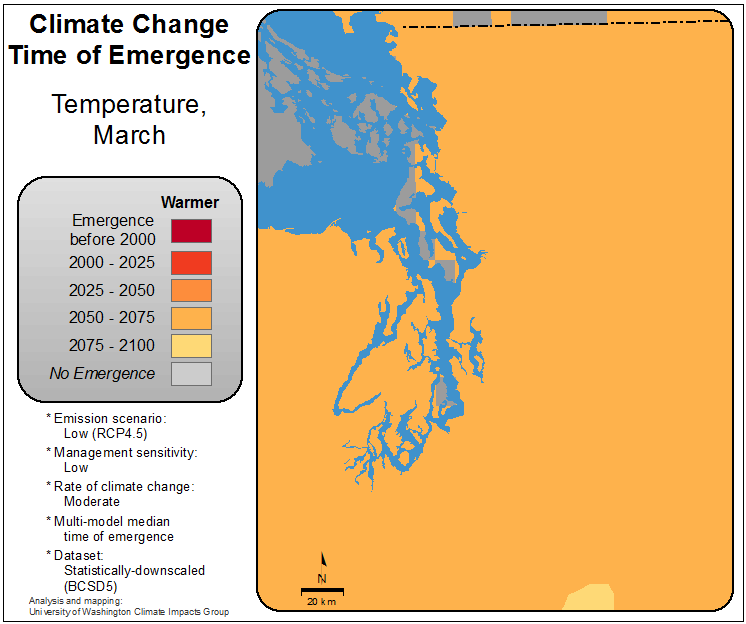 Climate Change
Time of Emergence
Temperature,
March
Warmer
Emergence
before 2000
2000 - 2025
2025 - 2050
2050 - 2075
2075 - 2100
No Emergence
* Emission scenario:
Low (RCP4.5)
* Management sensitivity:
Low
* Rate of climate change:
Moderate
* Multi-model median
time of emergence
* Dataset:
Statistically-downscaled
(BCSD5)
Analysis and mapping:
University of Washington Climate Impacts Group
N
20 km